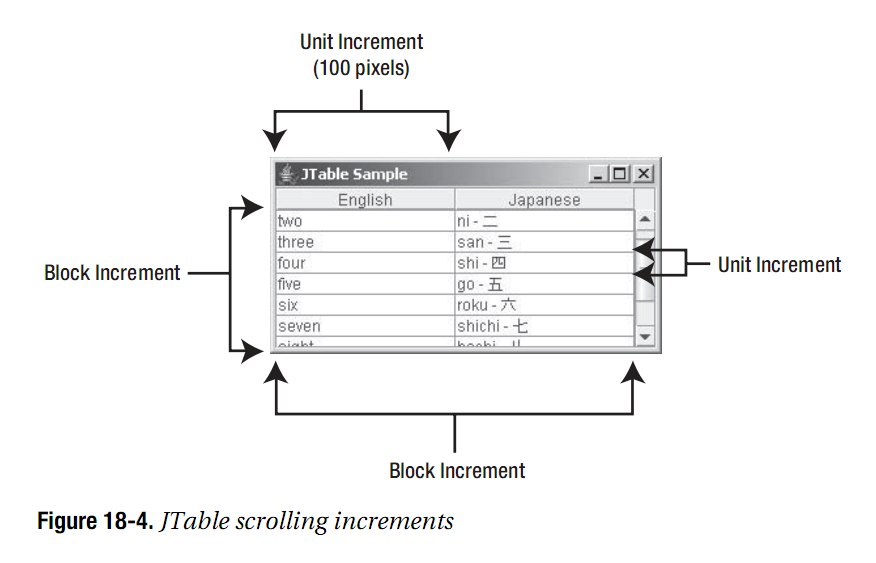 Unit Increment
(100 pixels)
JTable Sample
English Japanese
two ni - 二
three san - 三
four shi - 四
five go - 五
six roku - 六
seven shichi - 七
Block Increment
Unit Increment
Block Increment
Figure 18-4. JTable scrolling increments